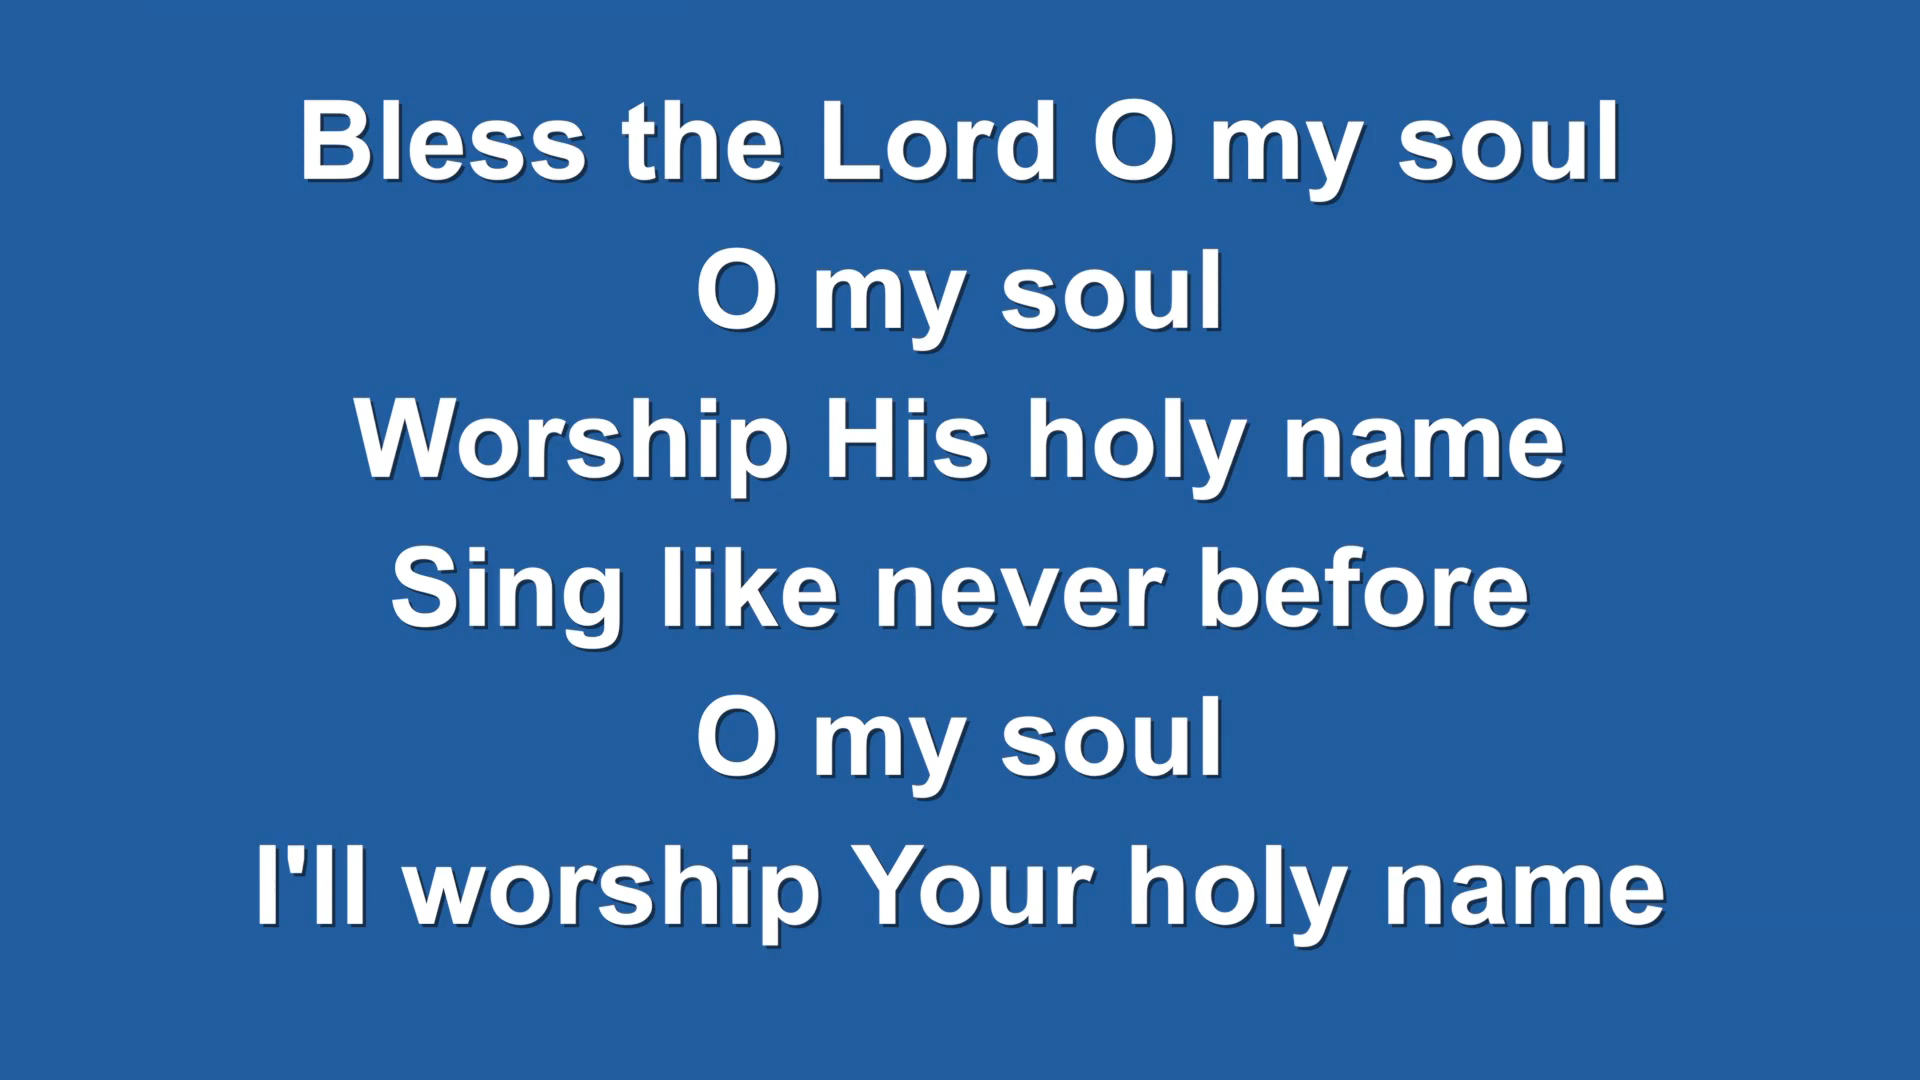 Bless the Lord O my soul
O my soul
Worship His holy name
Sing like never before
O my soul
I'll worship Your holy name